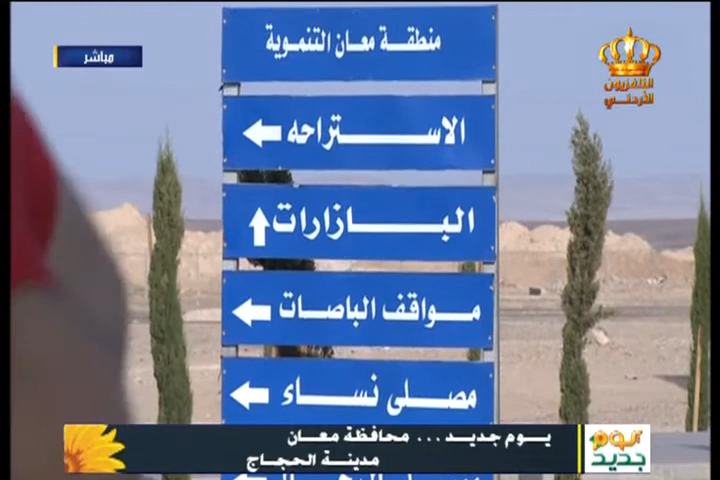 مباشر
التلفزيون
الأردني
منطقة معان التنموية
الاستراحه
البازارات
مواقف الباصات
مصلى نساء
يوم جديد ... محافظة معان
مدينة الحجاج
يوم
جديد